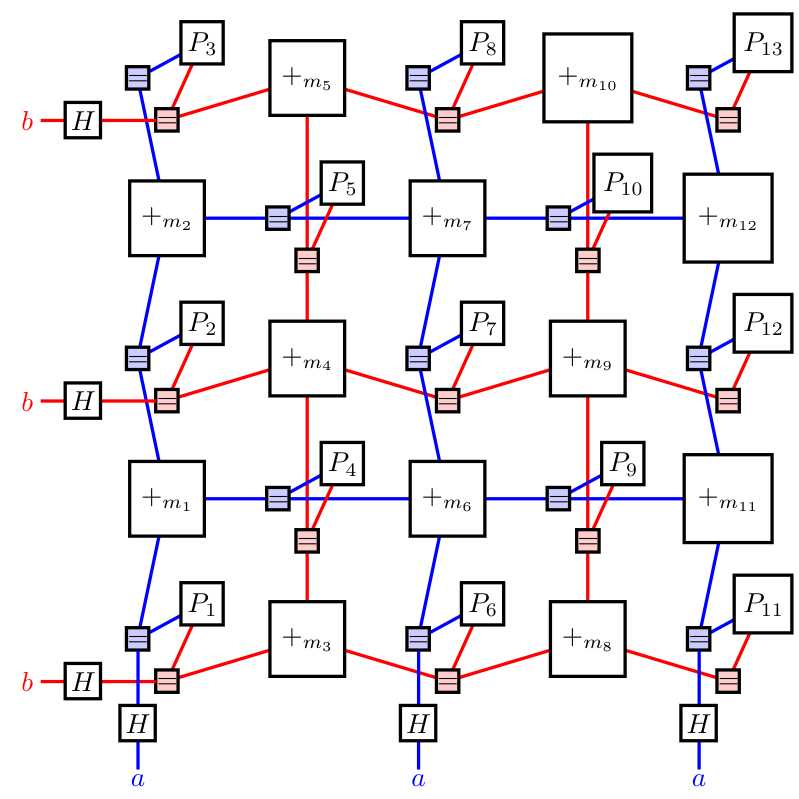 P₃ +ₘ₅ P₈ +ₘ₁₀ P₁₃
b H
+ₘ₂ P₅ +ₘ₇ P₁₀ +ₘ₁₂
P₂ +ₘ₄ P₇ +ₘ₉ P₁₂
b H
+ₘ₁ P₄ +ₘ₆ P₉ +ₘ₁₁
P₁ +ₘ₃ P₆ +ₘ₈ P₁₁
b H
H H H
a a a